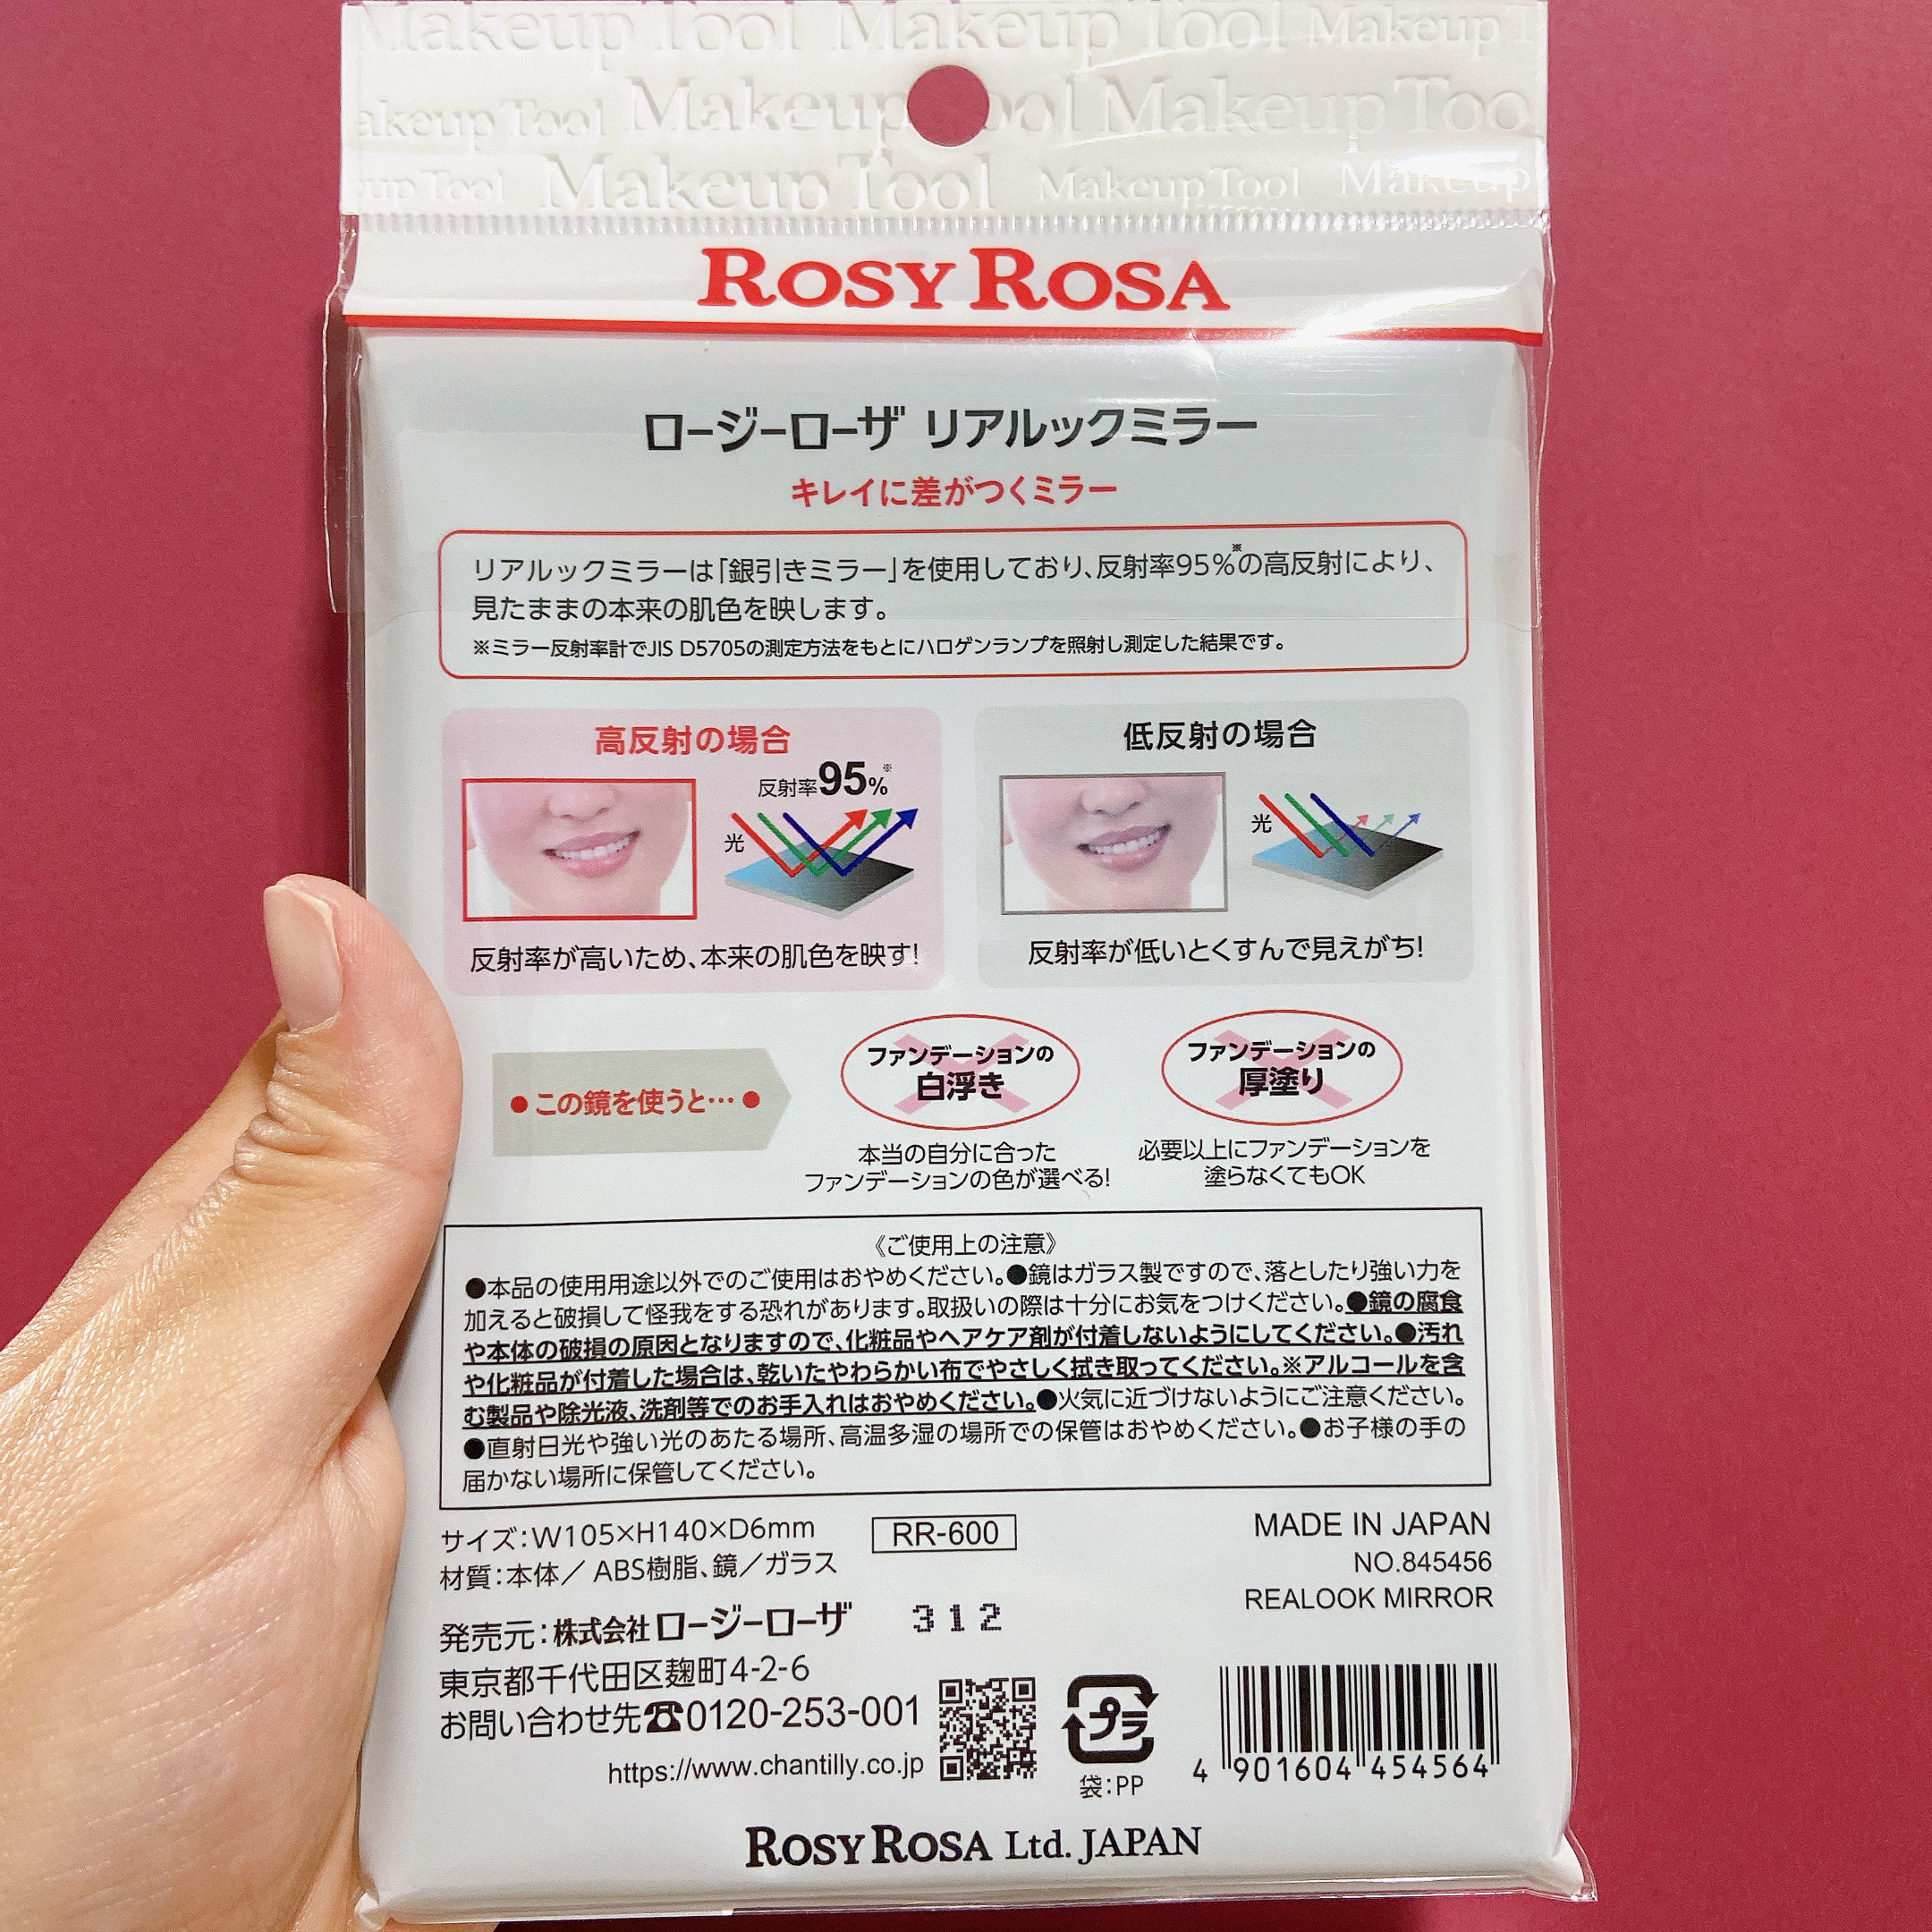 Makeup Tool Makeup Tool Makeup T
akeup Tool Makeup Tool Makeup Too
up Tool Makeup Tool Makeup Tool Makeup
ROSY ROSA
ロージーローザ リアルックミラー
キレイに差がつくミラー
リアルックミラーは「銀引きミラー」を使用しており、反射率95%※の高反射により、
見たままの本来の肌色を映します。
※ミラー反射率計でJIS D5705の測定方法をもとにハロゲンランプを照射し測定した結果です。
高反射の場合
反射率95%※
光
反射率が高いため、本来の肌色を映す!
低反射の場合
光
反射率が低いとくすんで見えがち!
●この鏡を使うと…●
ファンデーションの
白浮き
本当の自分に合った
ファンデーションの色が選べる!
ファンデーションの
厚塗り
必要以上にファンデーションを
塗らなくてもOK
《ご使用上の注意》
●本品の使用用途以外でのご使用はおやめください。●鏡はガラス製ですので、落としたり強い力を
加えると破損して怪我をする恐れがあります。取扱いの際は十分にお気をつけください。●鏡の腐食
や本体の破損の原因となりますので、化粧品やヘアケア剤が付着しないようにしてください。●汚れ
や化粧品が付着した場合は、乾いたやわらかい布でやさしく拭き取ってください。※アルコールを含
む製品や除光液、洗剤等でのお手入れはおやめください。●火気に近づけないようにご注意ください。
●直射日光や強い光のあたる場所、高温多湿の場所での保管はおやめください。●お子様の手の
届かない場所に保管してください。
サイズ:W105×H140×D6mm
材質:本体/ABS樹脂、鏡/ガラス
RR-600
MADE IN JAPAN
NO.845456
REALOOK MIRROR
発売元:株式会社ロージーローザ
312
東京都千代田区麹町4-2-6
お問い合わせ先☎0120-253-001
https://www.chantilly.co.jp
プラ
袋:PP
4 901604 454564
ROSY ROSA Ltd. JAPAN